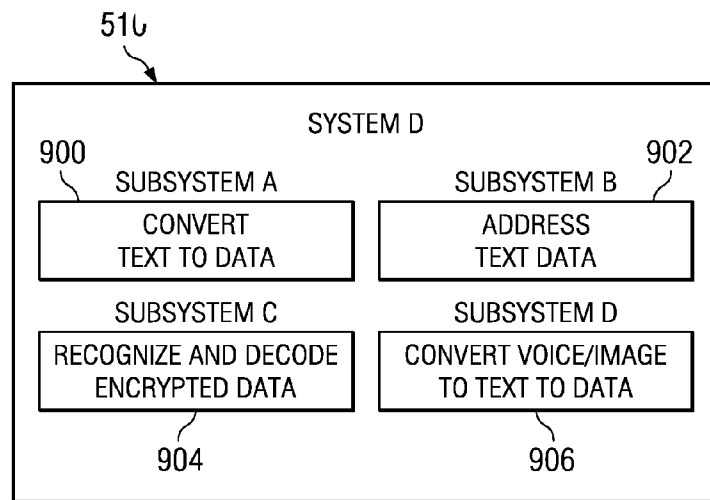 SYSTEM D
900
902
SUBSYSTEM A
SUBSYSTEM B
CONVERT
TEXT TO DATA
ADDRESS
TEXT DATA
SUBSYSTEM C
SUBSYSTEM D
RECOGNIZE AND DECODE
ENCRYPTED DATA
CONVERT VOICE/IMAGE
TO TEXT TO DATA
904
906